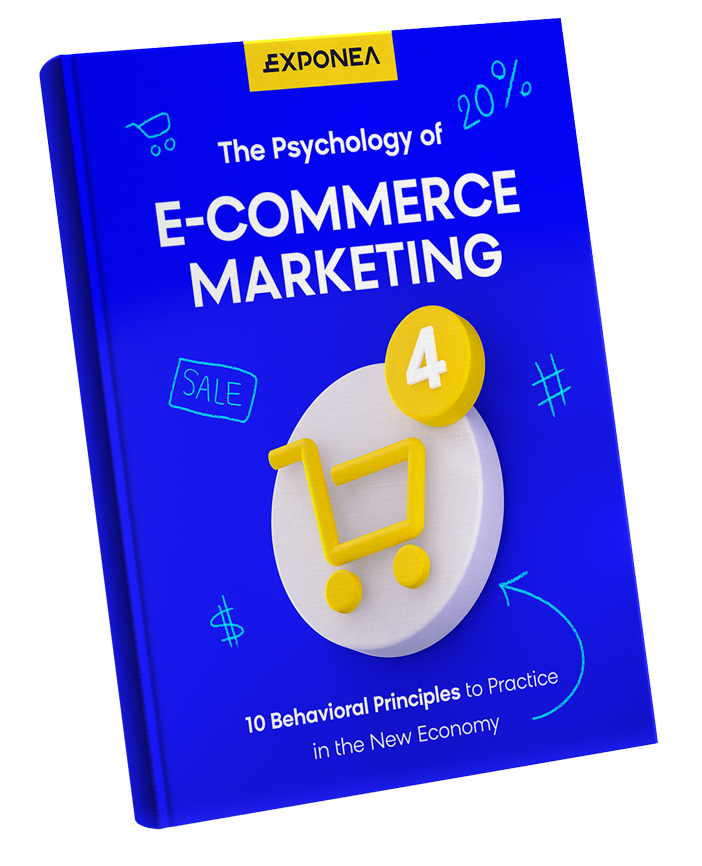 EXPONEA
20%
The Psychology of
E-COMMERCE
MARKETING
4
SALE
#
$
10 Behavioral Principles to Practice
in the New Economy